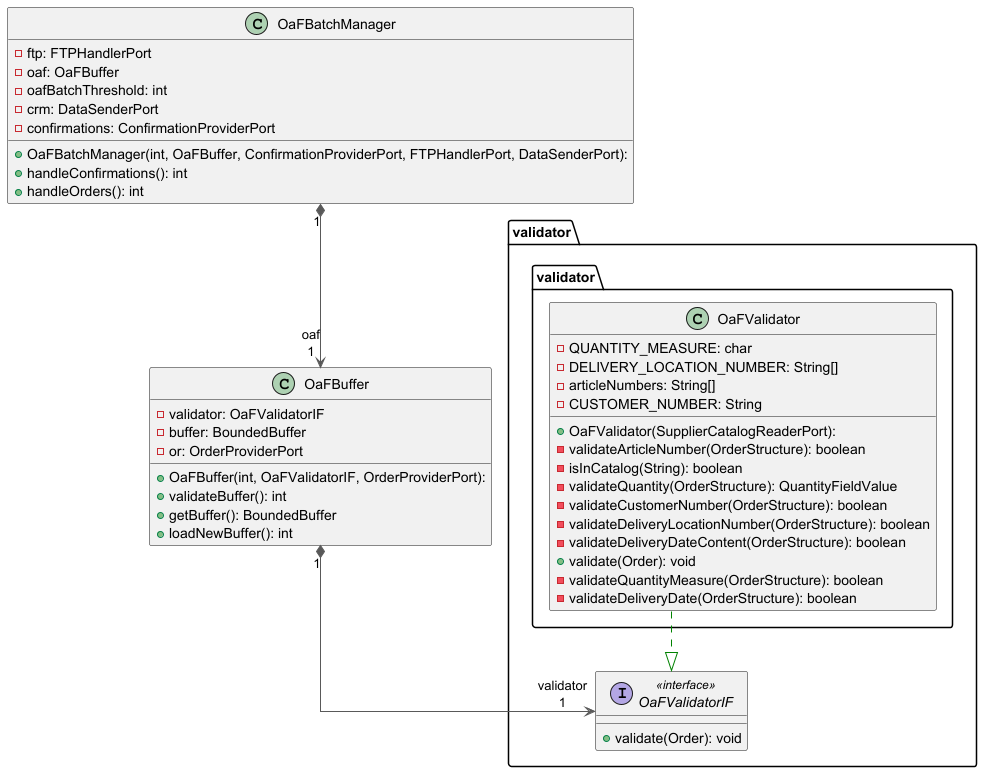 C OaFBatchManager
ftp: FTPHandlerPort
oaf: OaFBuffer
oafBatchThreshold: int
crm: DataSenderPort
confirmations: ConfirmationProviderPort
OaFBatchManager(int, OaFBuffer, ConfirmationProviderPort, FTPHandlerPort, DataSenderPort):
handleConfirmations(): int
handleOrders(): int
1
validator
validator
C OaFValidator
QUANTITY_MEASURE: char
DELIVERY_LOCATION_NUMBER: String[]
articleNumbers: String[]
CUSTOMER_NUMBER: String
OaFValidator(SupplierCatalogReaderPort):
validateArticleNumber(OrderStructure): boolean
isInCatalog(String): boolean
validateQuantity(OrderStructure): QuantityFieldValue
validateCustomerNumber(OrderStructure): boolean
validateDeliveryLocationNumber(OrderStructure): boolean
validateDeliveryDateContent(OrderStructure): boolean
validate(Order): void
validateQuantityMeasure(OrderStructure): boolean
validateDeliveryDate(OrderStructure): boolean
oaf
1
C OaFBuffer
validator: OaFValidatorIF
buffer: BoundedBuffer
or: OrderProviderPort
OaFBuffer(int, OaFValidatorIF, OrderProviderPort):
validateBuffer(): int
getBuffer(): BoundedBuffer
loadNewBuffer(): int
1
validator
1
I «interface»
OaFValidatorIF
validate(Order): void